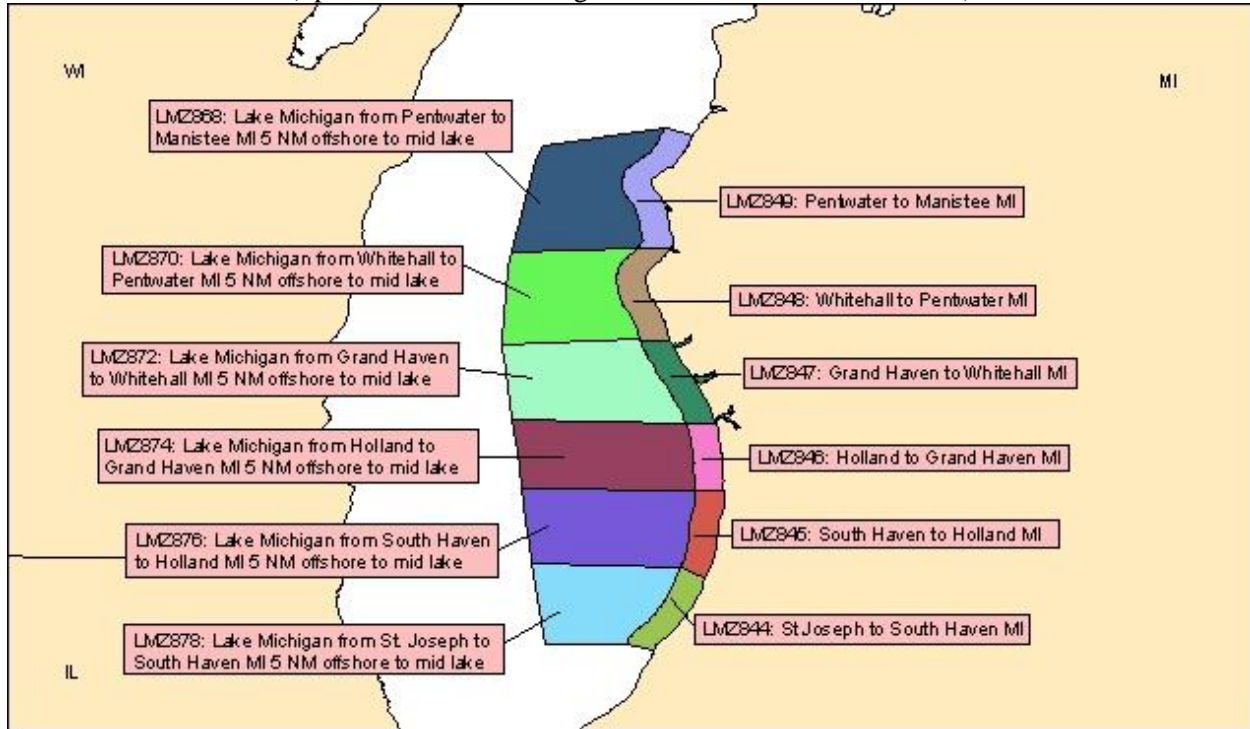 WI
MI
LMZ868: Lake Michigan from Pentwater to
Manistee MI 5 NM offshore to mid lake
LMZ849: Pentwater to Manistee MI
LMZ870: Lake Michigan from Whitehall to
Pentwater MI 5 NM offshore to mid lake
LMZ848: Whitehall to Pentwater MI
LMZ872: Lake Michigan from Grand Haven
to Whitehall MI 5 NM offshore to mid lake
LMZ847: Grand Haven to Whitehall MI
LMZ874: Lake Michigan from Holland to
Grand Haven MI 5 NM offshore to mid lake
LMZ846: Holland to Grand Haven MI
LMZ876: Lake Michigan from South Haven
to Holland MI 5 NM offshore to mid lake
LMZ845: South Haven to Holland MI
LMZ878: Lake Michigan from St. Joseph to
South Haven MI 5 NM offshore to mid lake
LMZ844: St.Joseph to South Haven MI
IL